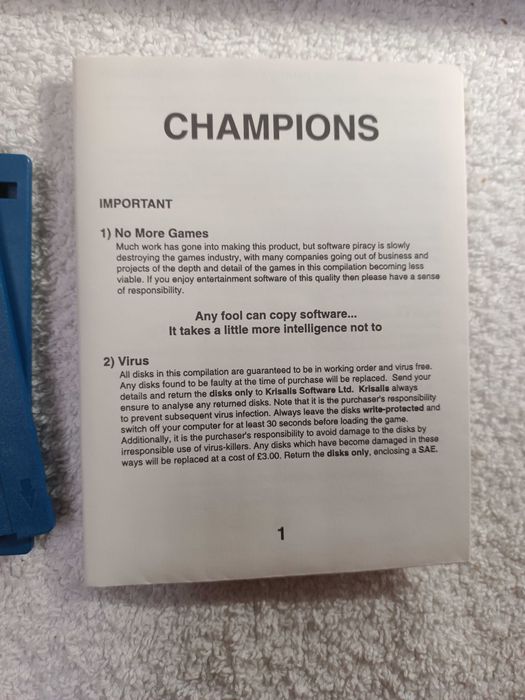 CHAMPIONS
IMPORTANT
1) No More Games
Much work has gone into making this product, but software piracy is slowly
destroying the games industry, with many companies going out of business and
projects of the depth and detail of the games in this compilation becoming less
viable. If you enjoy entertainment software of this quality then please have a sense
of responsibility.
Any fool can copy software...
It takes a little more intelligence not to
2) Virus
All disks in this compilation are guaranteed to be in working order and virus free.
Any disks found to be faulty at the time of purchase will be replaced. Send your
details and return the disks only to Krisalis Software Ltd. Krisalis always
ensure to analyse any returned disks. Note that it is the purchaser's responsibility
to prevent subsequent virus infection. Always leave the disks write-protected and
switch off your computer for at least 30 seconds before loading the game.
Additionally, it is the purchaser's responsibility to avoid damage to the disks by
irresponsible use of virus-killers. Any disks which have become damaged in these
ways will be replaced at a cost of £3.00. Return the disks only, enclosing a SAE.
1